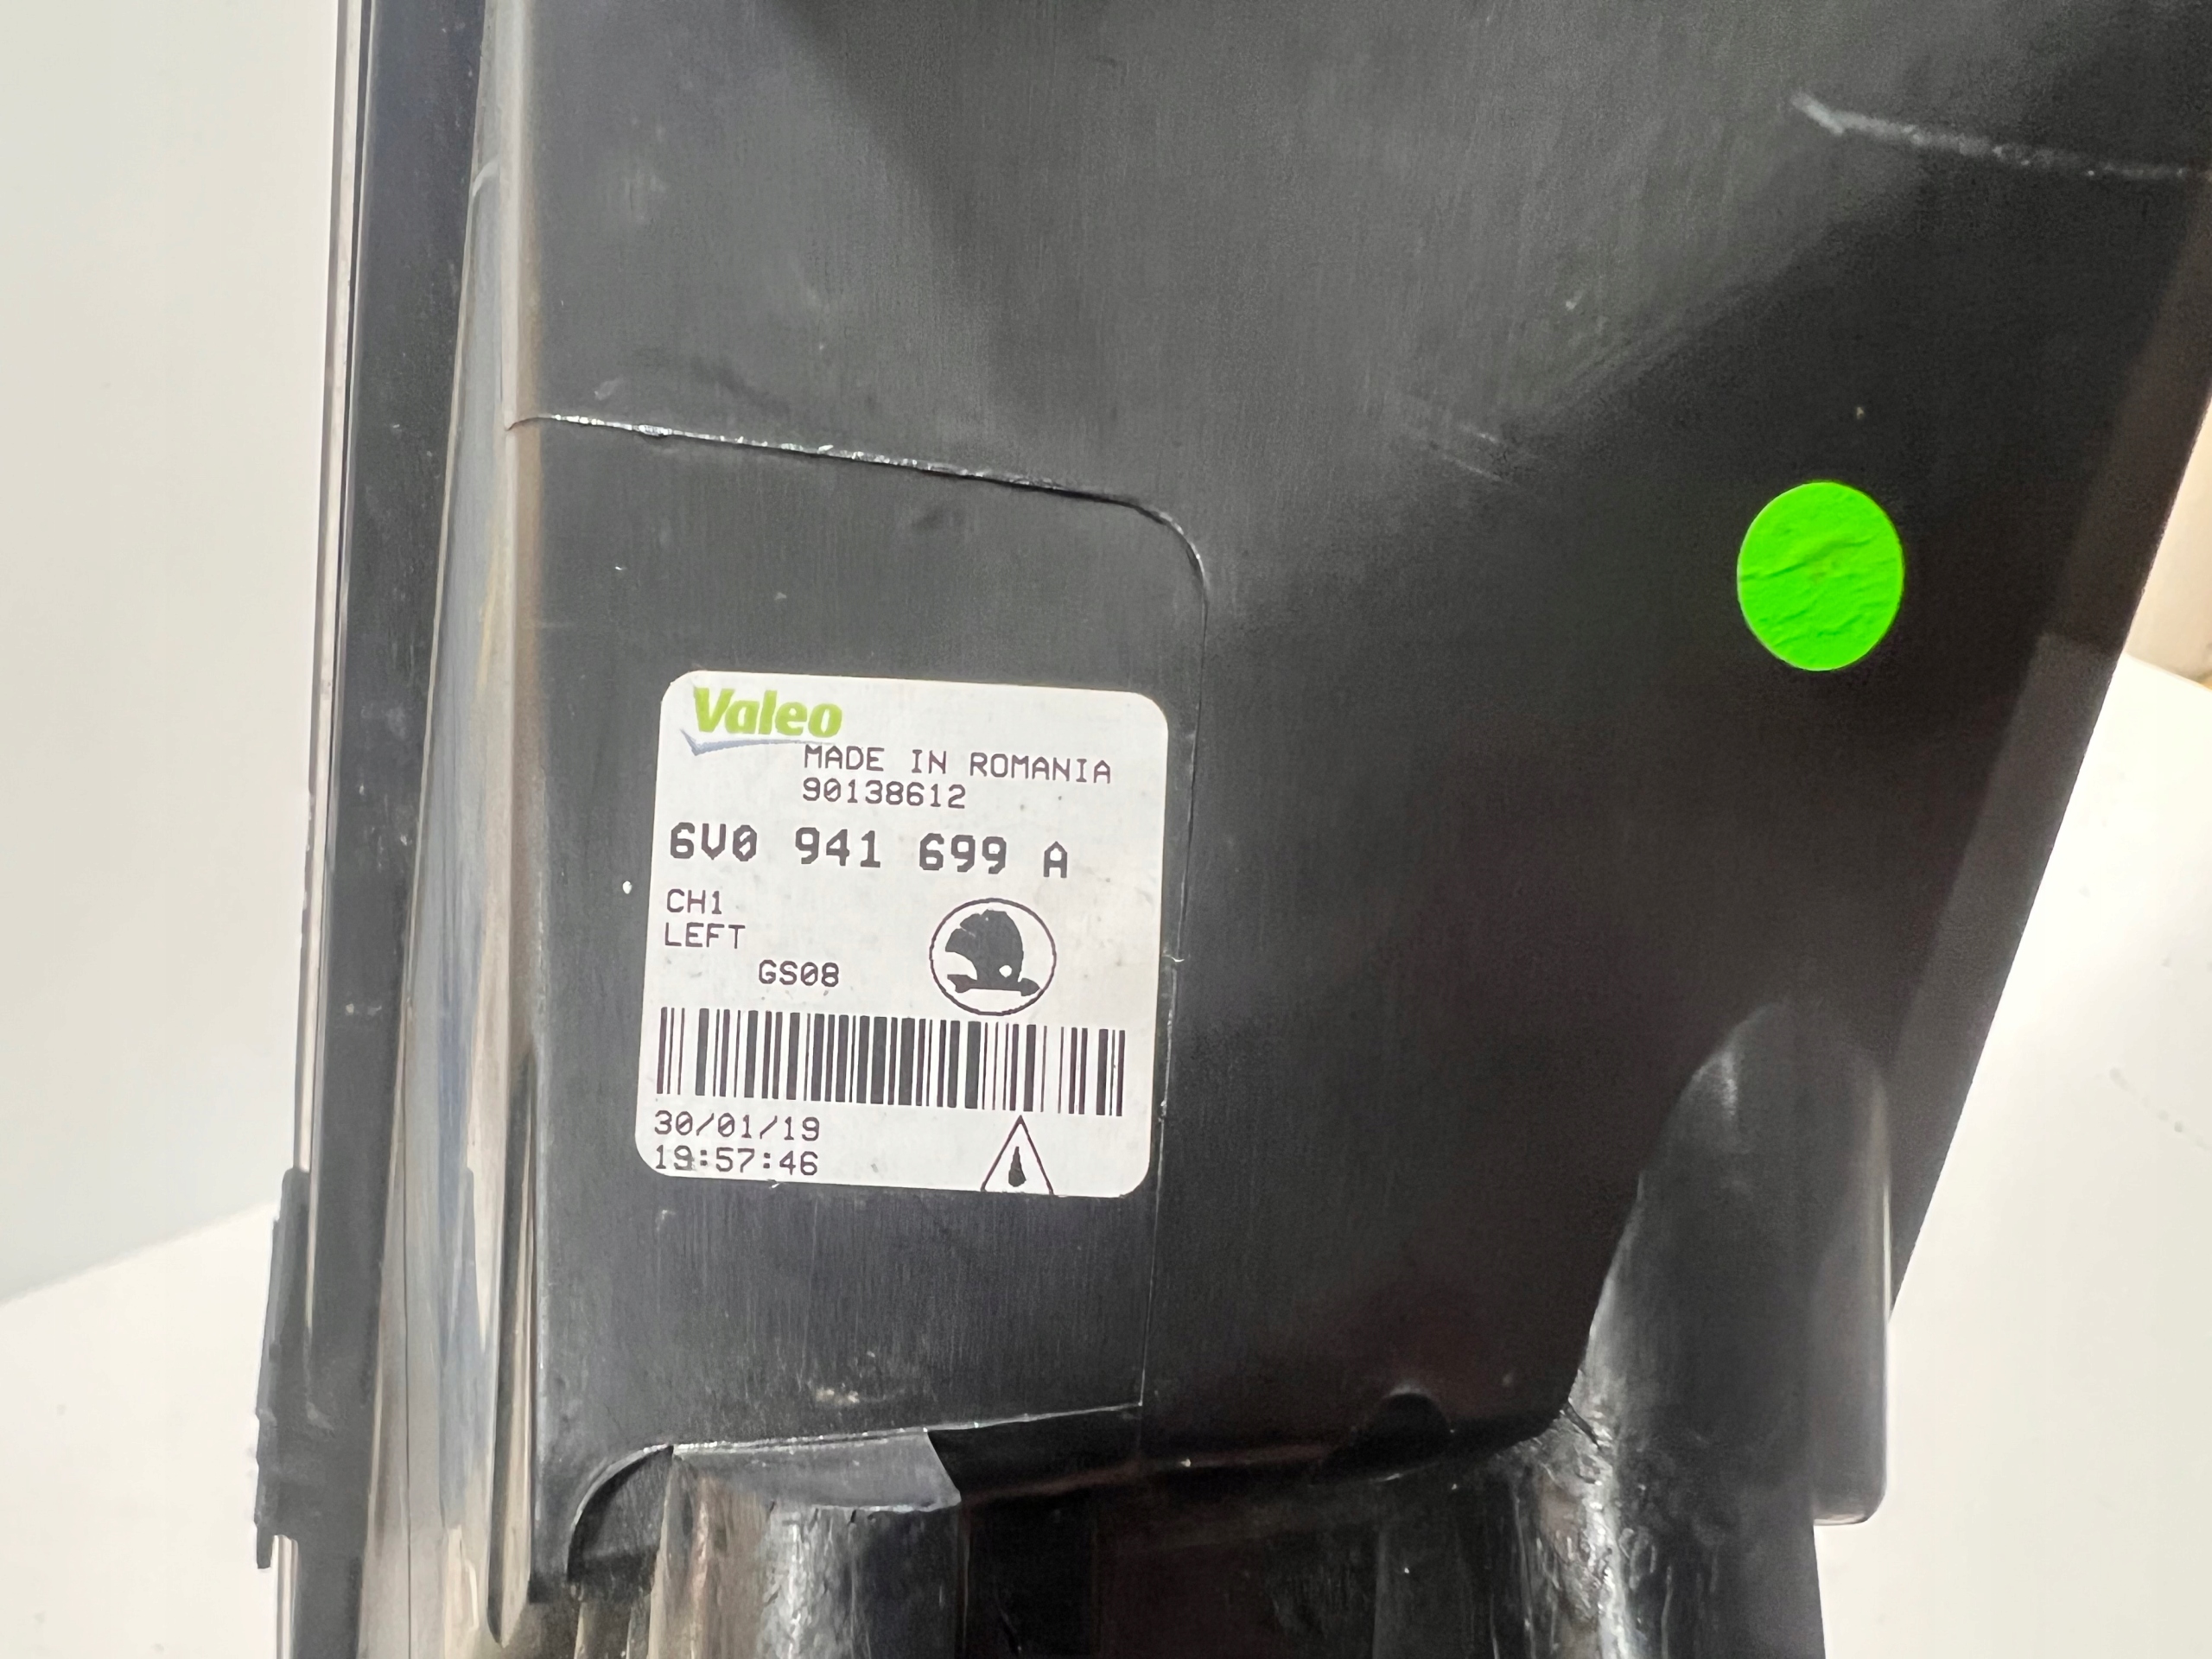 Valeo
MADE IN ROMANIA
90138612
6V0 941 699 A
CH1
LEFT
GS08
30/01/19
19:57:46